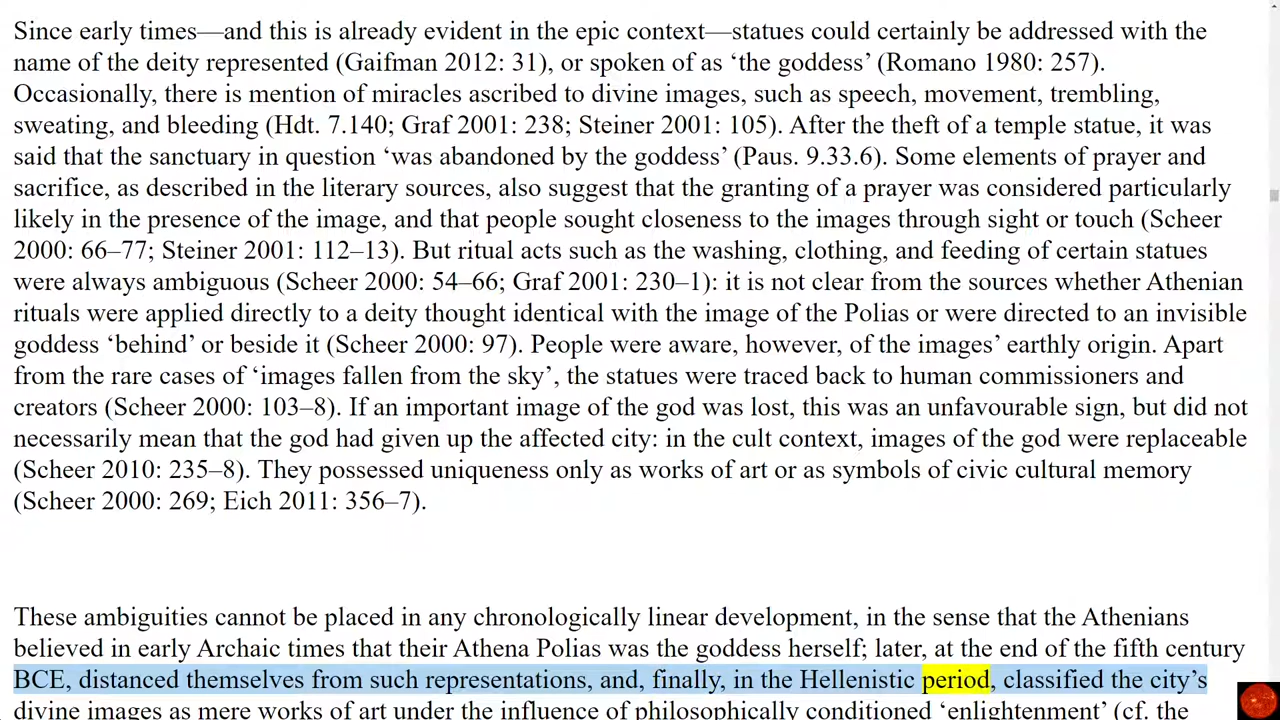 Since early times—and this is already evident in the epic context—statues could certainly be addressed with the
name of the deity represented (Gaifman 2012: 31), or spoken of as ‘the goddess’ (Romano 1980: 257).
Occasionally, there is mention of miracles ascribed to divine images, such as speech, movement, trembling,
sweating, and bleeding (Hdt. 7.140; Graf 2001: 238; Steiner 2001: 105). After the theft of a temple statue, it was
said that the sanctuary in question ‘was abandoned by the goddess’ (Paus. 9.33.6). Some elements of prayer and
sacrifice, as described in the literary sources, also suggest that the granting of a prayer was considered particularly
likely in the presence of the image, and that people sought closeness to the images through sight or touch (Scheer
2000: 66–77; Steiner 2001: 112–13). But ritual acts such as the washing, clothing, and feeding of certain statues
were always ambiguous (Scheer 2000: 54–66; Graf 2001: 230–1): it is not clear from the sources whether Athenian
rituals were applied directly to a deity thought identical with the image of the Polias or were directed to an invisible
goddess ‘behind’ or beside it (Scheer 2000: 97). People were aware, however, of the images’ earthly origin. Apart
from the rare cases of ‘images fallen from the sky’, the statues were traced back to human commissioners and
creators (Scheer 2000: 103–8). If an important image of the god was lost, this was an unfavourable sign, but did not
necessarily mean that the god had given up the affected city: in the cult context, images of the god were replaceable
(Scheer 2010: 235–8). They possessed uniqueness only as works of art or as symbols of civic cultural memory
(Scheer 2000: 269; Eich 2011: 356–7).
These ambiguities cannot be placed in any chronologically linear development, in the sense that the Athenians
believed in early Archaic times that their Athena Polias was the goddess herself; later, at the end of the fifth century
BCE, distanced themselves from such representations, and, finally, in the Hellenistic period, classified the city’s
divine images as mere works of art under the influence of philosophically conditioned ‘enlightenment’ (cf. the